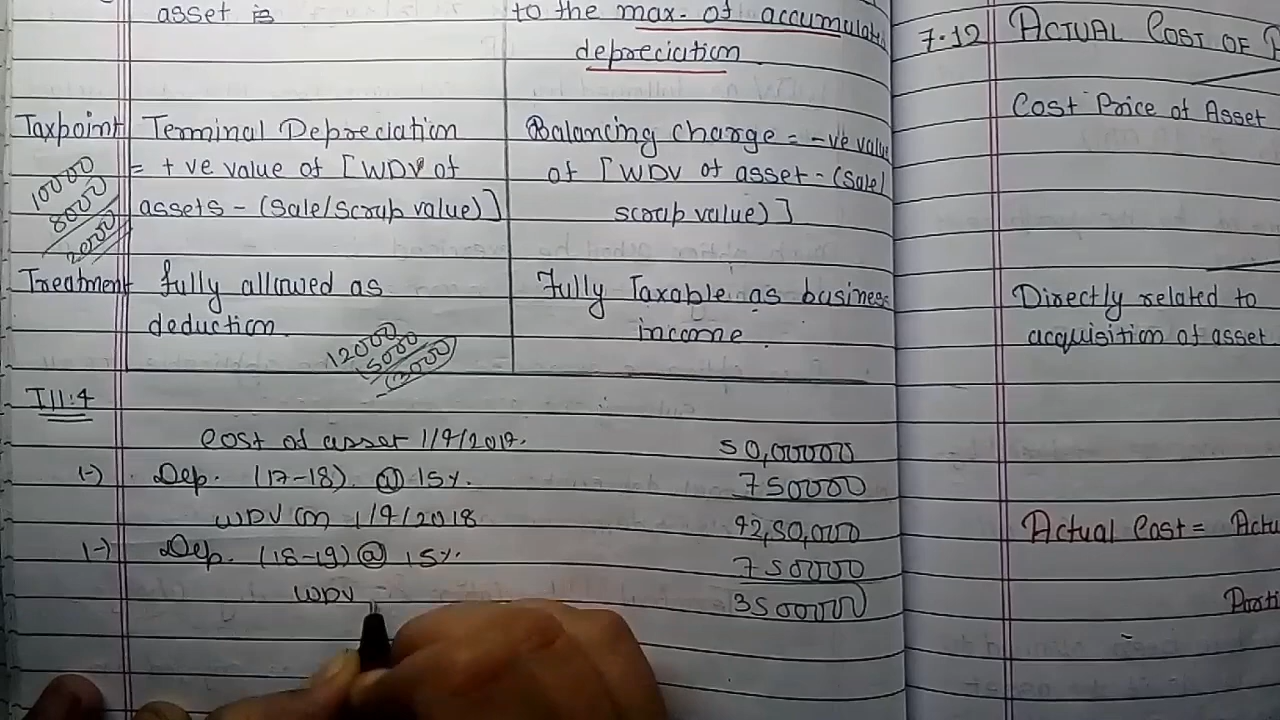 asset is
to the max. of accumulated
depreciation
Taxpoint
Terminal Depreciation
= +ve value of [WDV of
assets - (Sale/Scrap value)]
10000
8000
2000
Balancing charge = -ve value
of [WDV of asset - (Sale/
scrap value)]
Treatment
fully allowed as
deduction.
Fully Taxable as business
income.
12000
15000
(3000)
Ill:4
Cost of asset 1/4/2017. 50,00000
(-) Dep. (17-18) @ 15%. 750000
WDV on 1/4/2018 42,50,000
(-) Dep. (18-19) @ 15%. 750000
WDV 3500000
7.12 ACTUAL COST OF
Cost Price of Asset
Directly related to
acquisition of asset
Actual Cost =